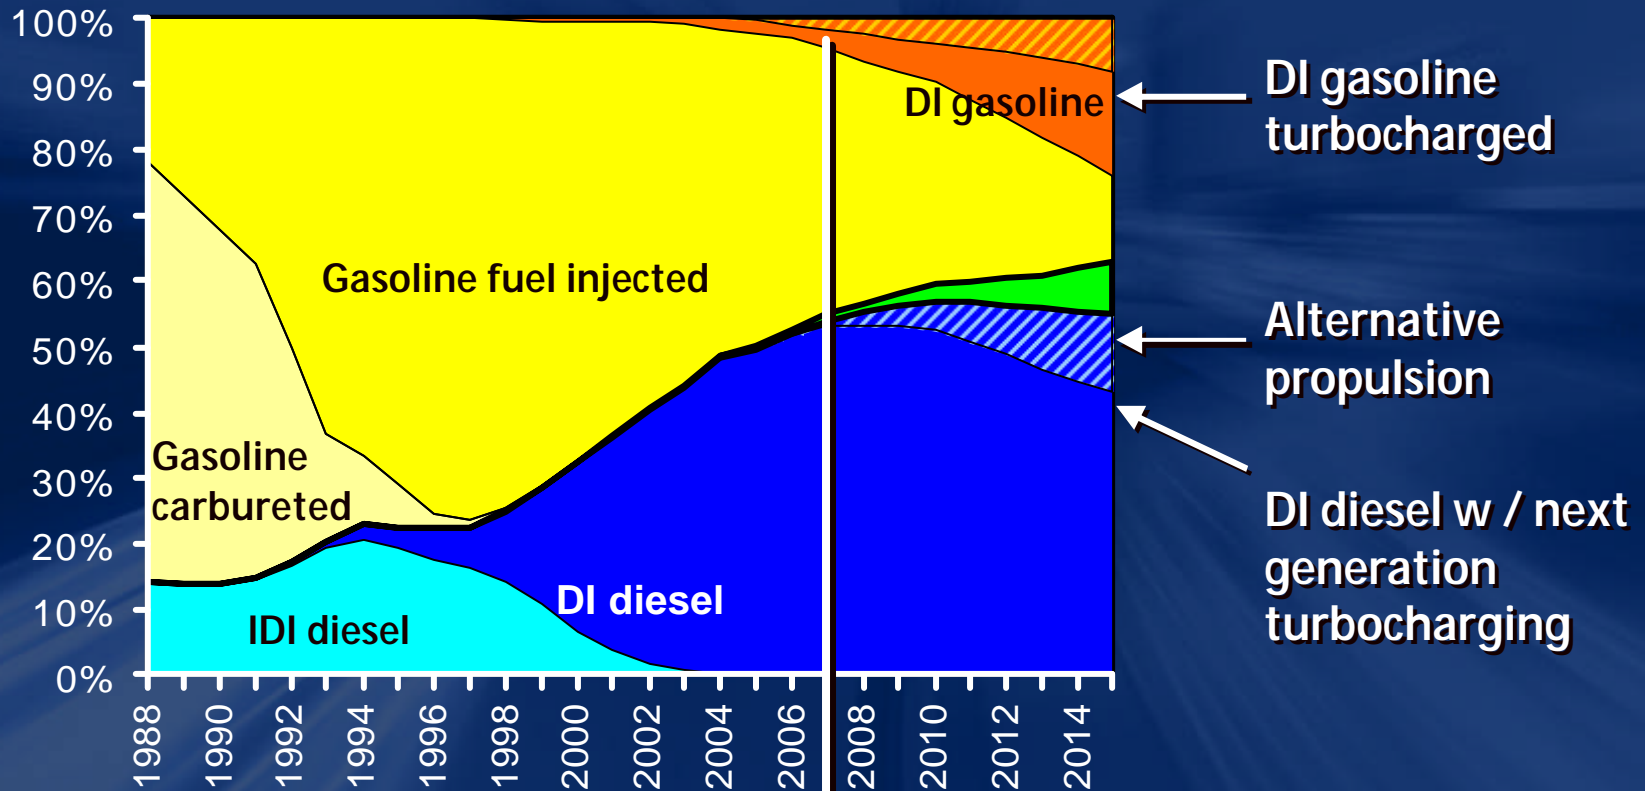 100%
90%
80%
70%
60%
50%
40%
30%
20%
10%
0%
DI gasoline
Gasoline fuel injected
Gasoline
carbureted
IDI diesel
DI diesel
1988
1990
1992
1994
1996
1998
2000
2002
2004
2006
2008
2010
2012
2014
DI gasoline
turbocharged
Alternative
propulsion
DI diesel w / next
generation
turbocharging